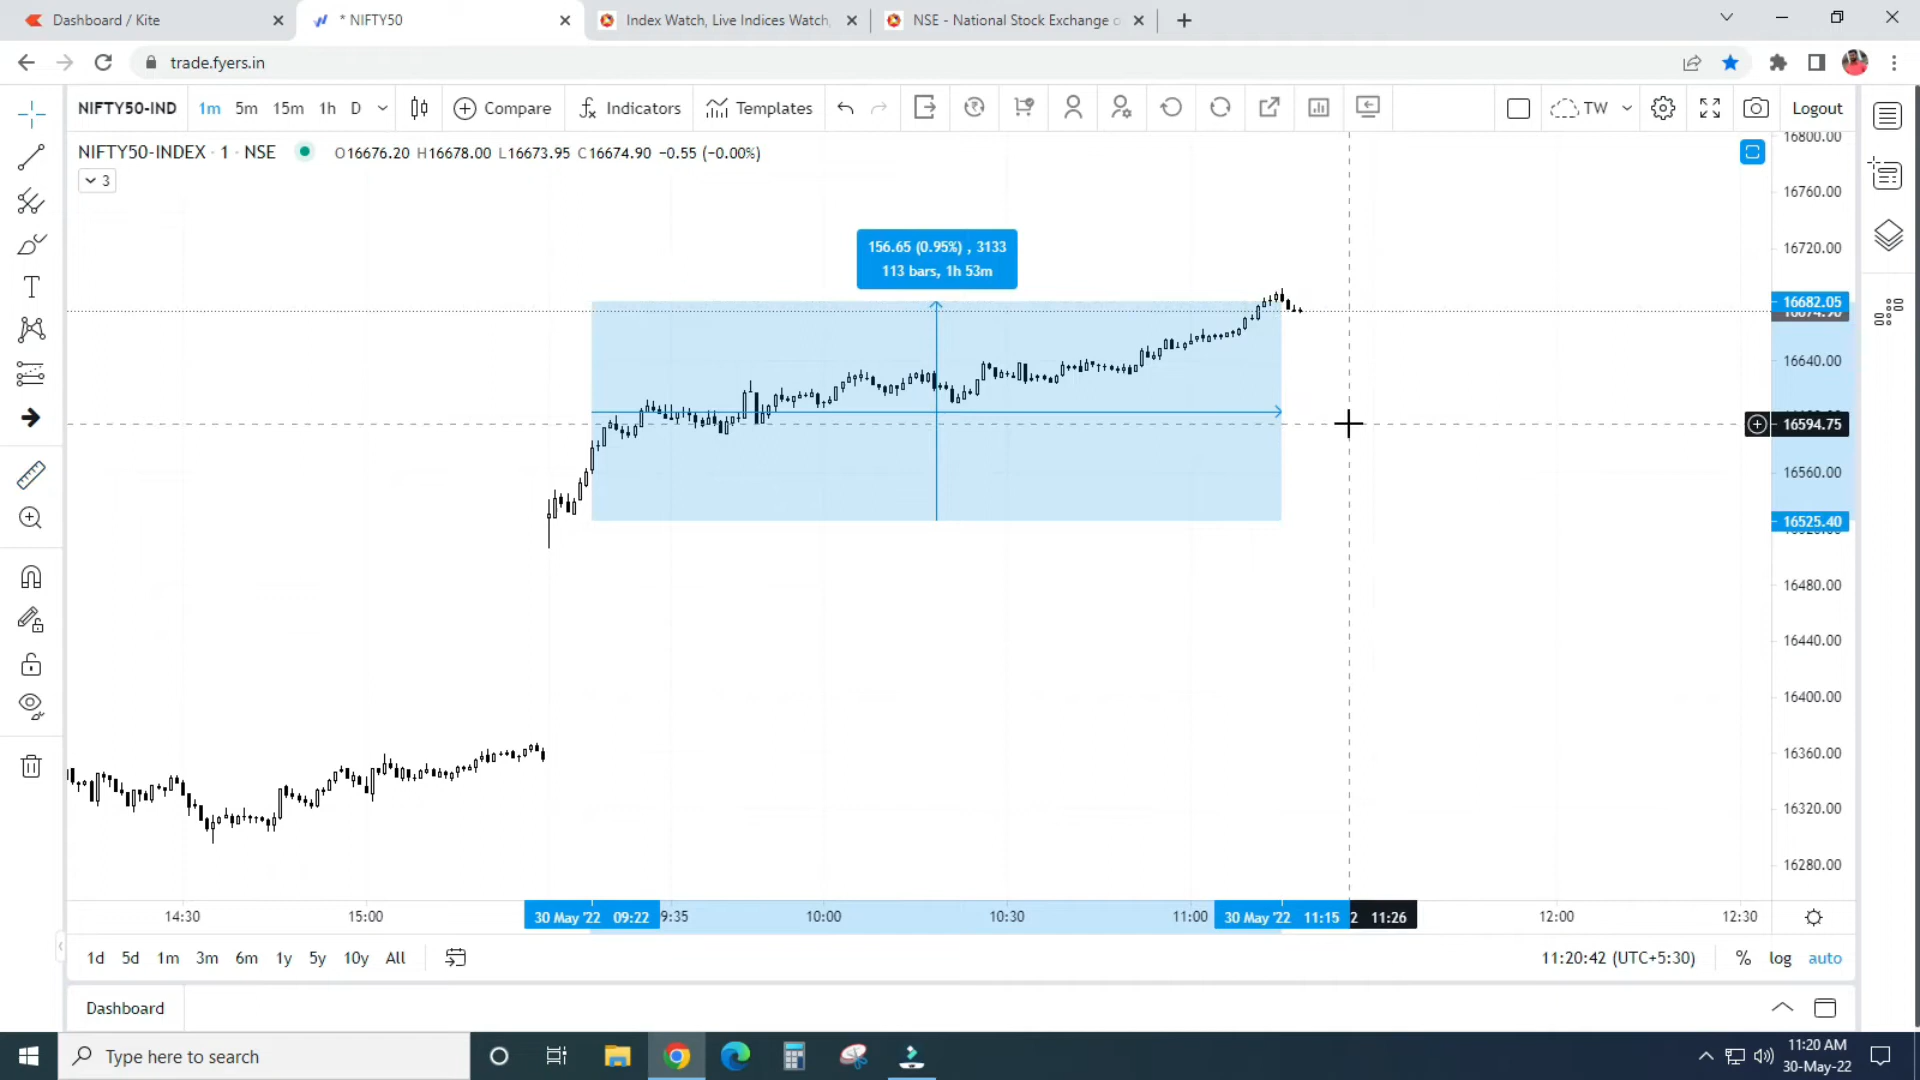 Dashboard / Kite
* NIFTY50
Index Watch, Live Indices Watch,
NSE - National Stock Exchange o
trade.fyers.in
NIFTY50-IND 1m 5m 15m 1h D Compare Indicators Templates TW Logout
NIFTY50-INDEX · 1 · NSE O16676.20 H16678.00 L16673.95 C16674.90 −0.55 (−0.00%)
3
156.65 (0.95%) , 3133
113 bars, 1h 53m
16800.00
16760.00
16720.00
16682.05
16674.90
16640.00
16594.75
16560.00
16525.40
16480.00
16440.00
16400.00
16360.00
16320.00
16280.00
14:30 15:00 30 May '22 09:22 9:35 10:00 10:30 11:00 30 May '22 11:15 2 11:26 12:00 12:30
1d 5d 1m 3m 6m 1y 5y 10y All 11:20:42 (UTC+5:30) % log auto
Dashboard
Type here to search
11:20 AM
30-May-22